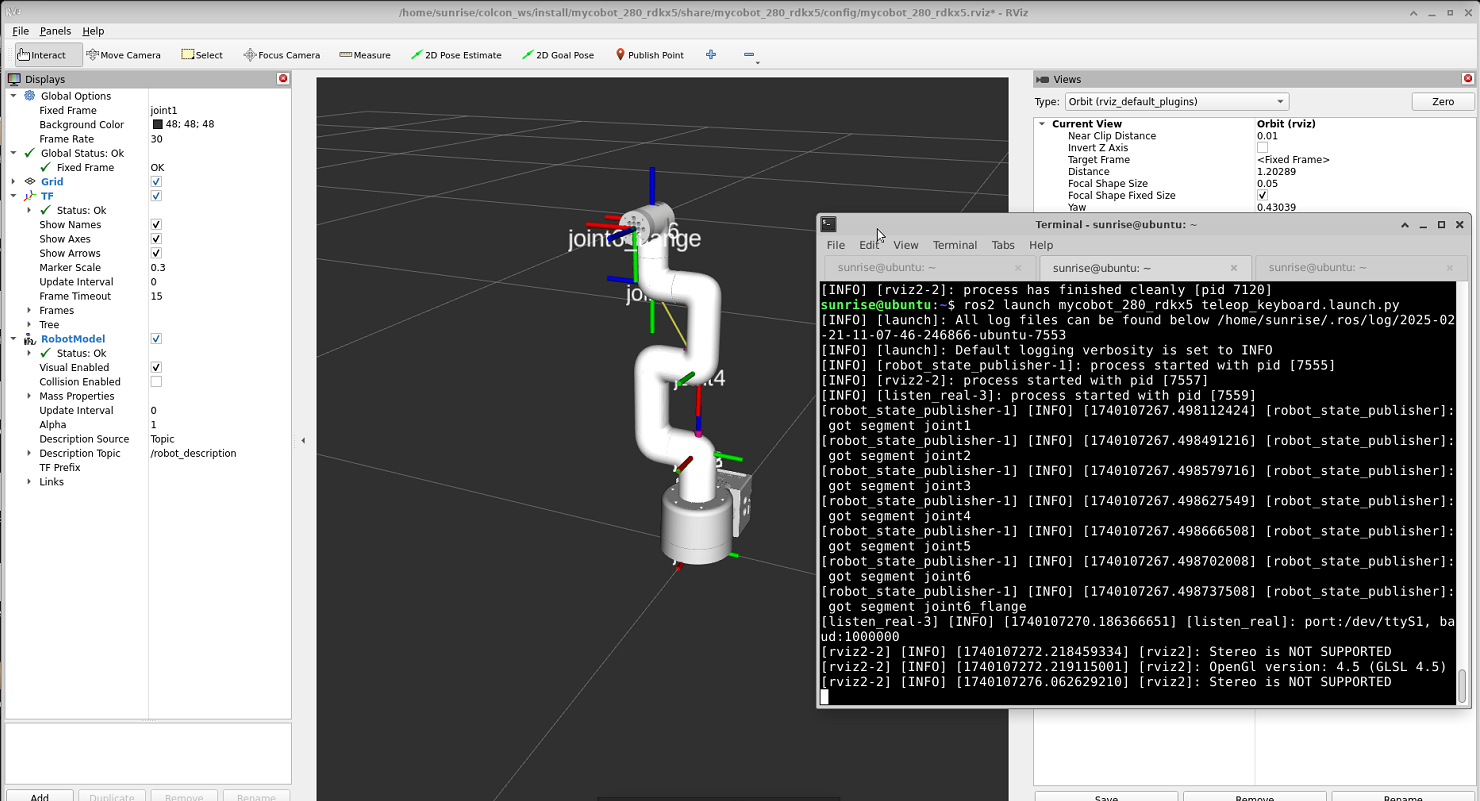 RViz
/home/sunrise/colcon_ws/install/mycobot_280_rdkx5/share/mycobot_280_rdkx5/config/mycobot_280_rdkx5.rviz* - RViz
File Panels Help
Interact Move Camera Select Focus Camera Measure 2D Pose Estimate 2D Goal Pose Publish Point
Displays
Global Options
Fixed Frame joint1
Background Color 48; 48; 48
Frame Rate 30
Global Status: Ok
Fixed Frame OK
Grid
TF
Status: Ok
Show Names
Show Axes
Show Arrows
Marker Scale 0.3
Update Interval 0
Frame Timeout 15
Frames
Tree
RobotModel
Status: Ok
Visual Enabled
Collision Enabled
Mass Properties
Update Interval 0
Alpha 1
Description Source Topic
Description Topic /robot_description
TF Prefix
Links
Add Duplicate Remove Rename
Views
Type: Orbit (rviz_default_plugins) Zero
Current View Orbit (rviz)
Near Clip Distance 0.01
Invert Z Axis
Target Frame <Fixed Frame>
Distance 1.20289
Focal Shape Size 0.05
Focal Shape Fixed Size
Yaw 0.43039
Terminal - sunrise@ubuntu: ~
File Edit View Terminal Tabs Help
sunrise@ubuntu: ~ sunrise@ubuntu: ~ sunrise@ubuntu: ~
[INFO] [rviz2-2]: process has finished cleanly [pid 7120]
sunrise@ubuntu:~$ ros2 launch mycobot_280_rdkx5 teleop_keyboard.launch.py
[INFO] [launch]: All log files can be found below /home/sunrise/.ros/log/2025-02
-21-11-07-46-246866-ubuntu-7553
[INFO] [launch]: Default logging verbosity is set to INFO
[INFO] [robot_state_publisher-1]: process started with pid [7555]
[INFO] [rviz2-2]: process started with pid [7557]
[INFO] [listen_real-3]: process started with pid [7559]
[robot_state_publisher-1] [INFO] [1740107267.498112424] [robot_state_publisher]:
got segment joint1
[robot_state_publisher-1] [INFO] [1740107267.498491216] [robot_state_publisher]:
got segment joint2
[robot_state_publisher-1] [INFO] [1740107267.498579716] [robot_state_publisher]:
got segment joint3
[robot_state_publisher-1] [INFO] [1740107267.498627549] [robot_state_publisher]:
got segment joint4
[robot_state_publisher-1] [INFO] [1740107267.498666508] [robot_state_publisher]:
got segment joint5
[robot_state_publisher-1] [INFO] [1740107267.498702008] [robot_state_publisher]:
got segment joint6
[robot_state_publisher-1] [INFO] [1740107267.498737508] [robot_state_publisher]:
got segment joint6_flange
[listen_real-3] [INFO] [1740107270.186366651] [listen_real]: port:/dev/ttyS1, ba
ud:1000000
[rviz2-2] [INFO] [1740107272.218459334] [rviz2]: Stereo is NOT SUPPORTED
[rviz2-2] [INFO] [1740107272.219115001] [rviz2]: OpenGl version: 4.5 (GLSL 4.5)
[rviz2-2] [INFO] [1740107276.062629210] [rviz2]: Stereo is NOT SUPPORTED
Save Remove Rename